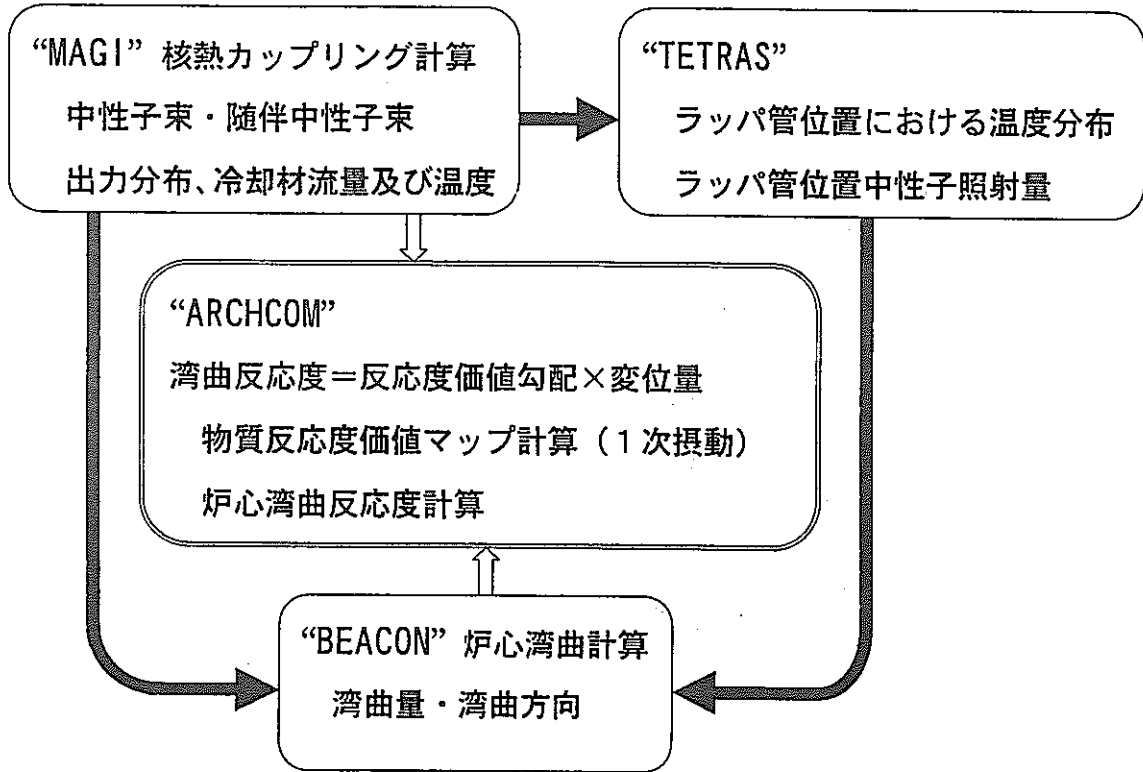 “MAGI” 核熱カップリング計算
中性子束・随伴中性子束
出力分布、冷却材流量及び温度
“TETRAS”
ラッパ管位置における温度分布
ラッパ管位置中性子照射量
“ARCHCOM”
湾曲反応度＝反応度価値勾配×変位量
物質反応度価値マップ計算（１次摂動）
炉心湾曲反応度計算
“BEACON” 炉心湾曲計算
湾曲量・湾曲方向